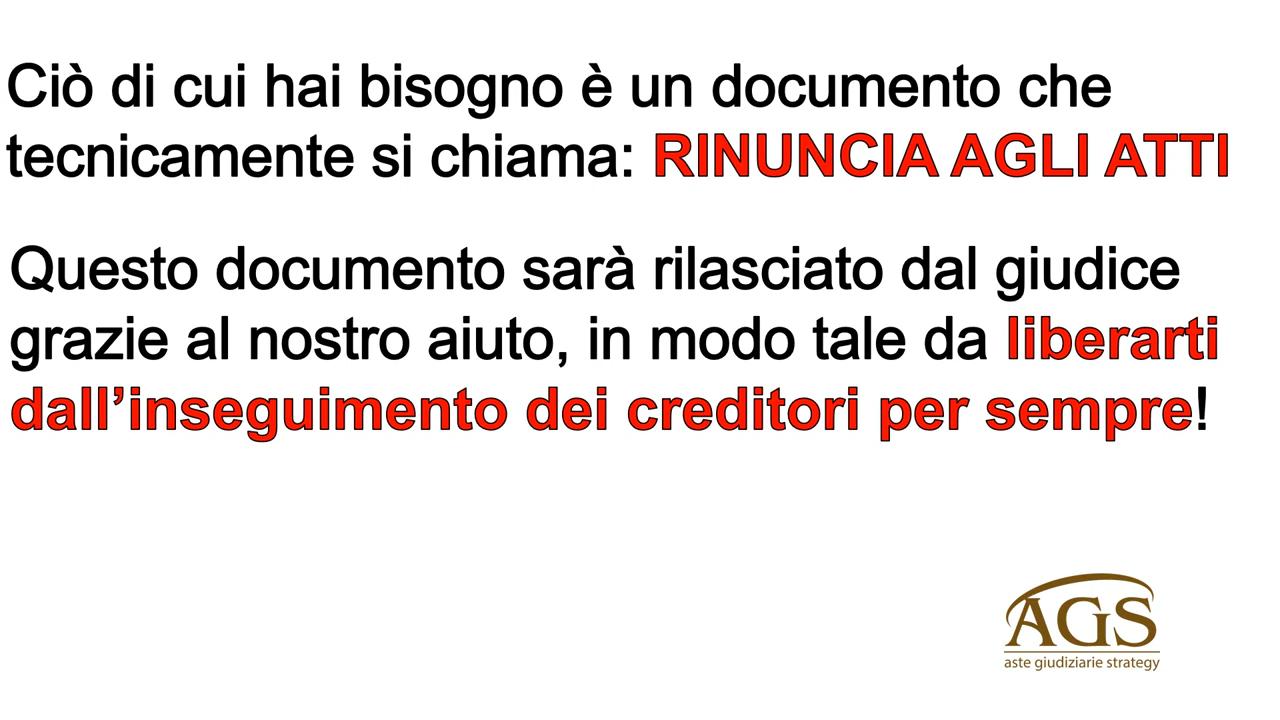 Ciò di cui hai bisogno è un documento che
tecnicamente si chiama: RINUNCIA AGLI ATTI
Questo documento sarà rilasciato dal giudice
grazie al nostro aiuto, in modo tale da liberarti
dall’inseguimento dei creditori per sempre!
AGS
aste giudiziarie strategy